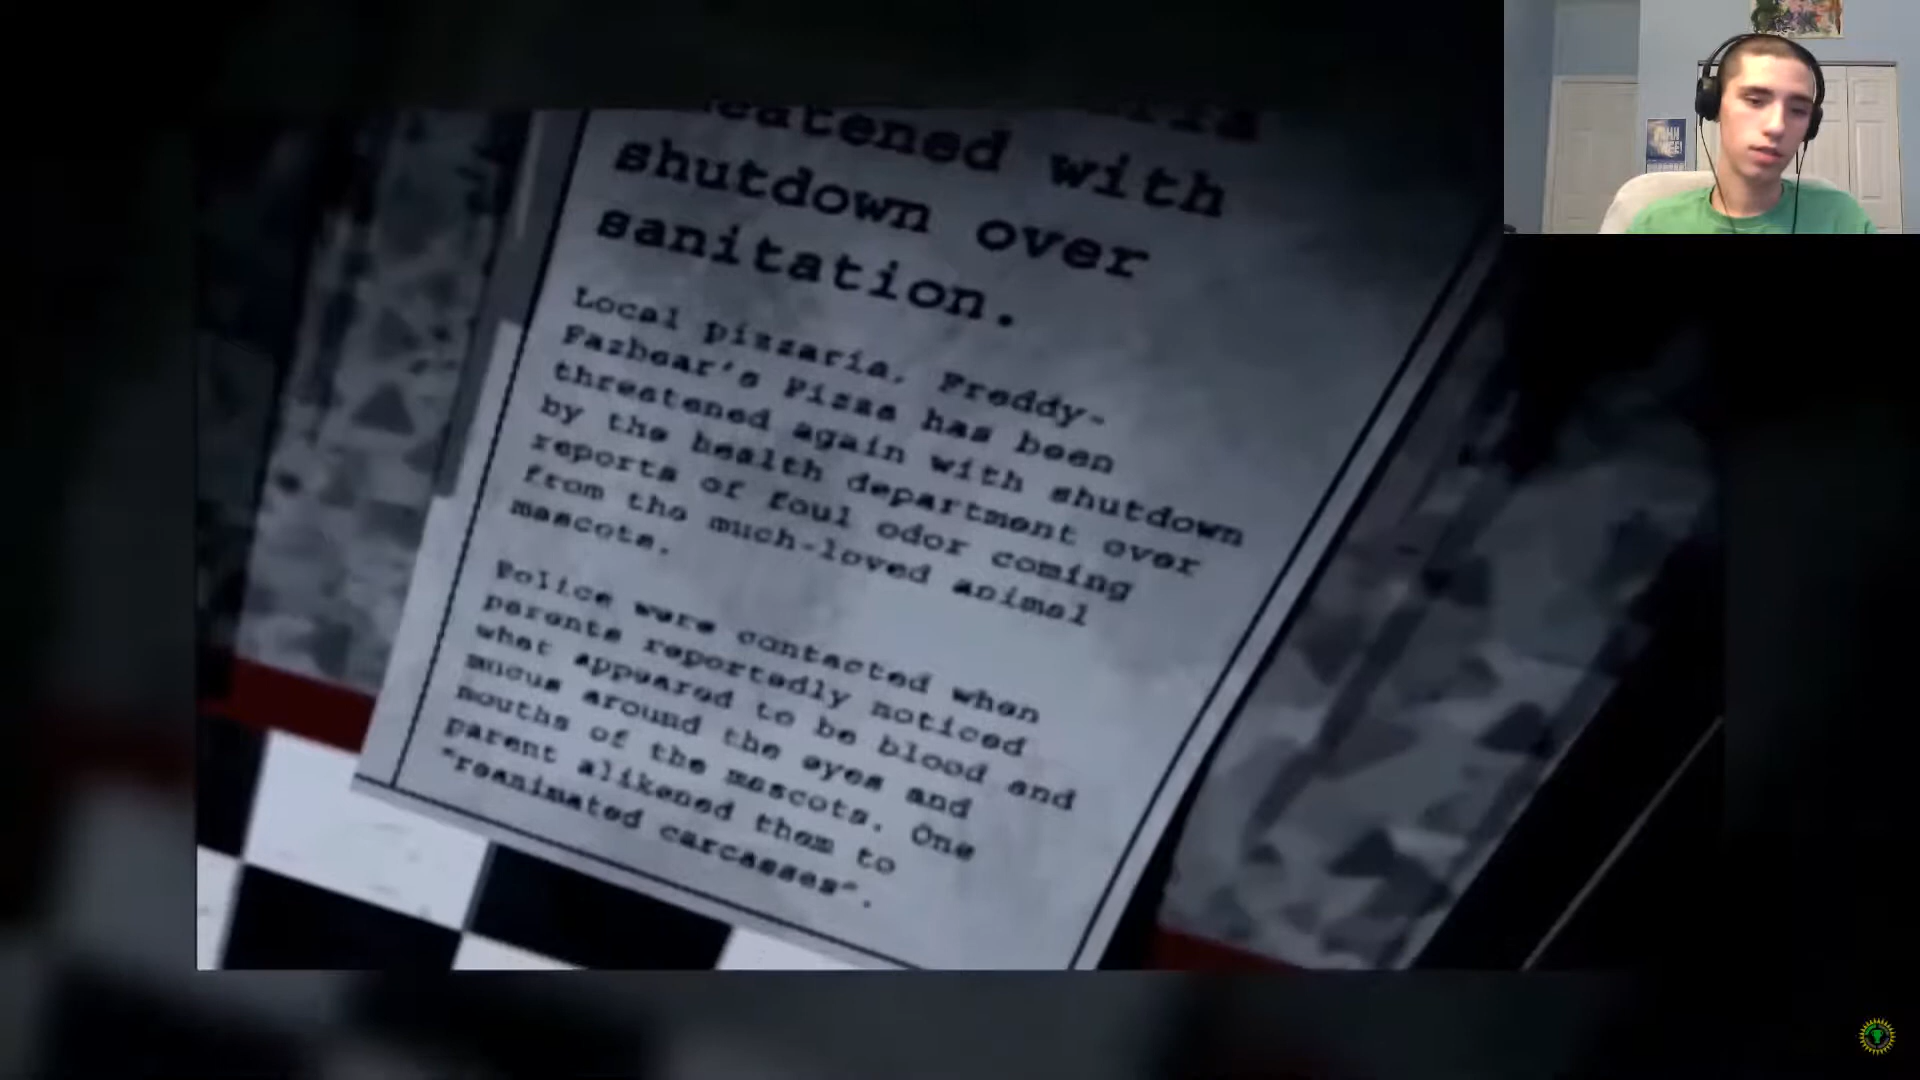 shutdown over
sanitation.
Local pizzaria, Freddy-
Fazbear's Pizza has been
threatened again with shutdown
by the health department over
reports of foul odor coming
from the much-loved animal
mascots.
Police were contacted when
parents reportedly noticed
what appeared to be blood and
mucus around the eyes and
mouths of the mascots. One
parent alikened them to
"reanimated carcasses".
with